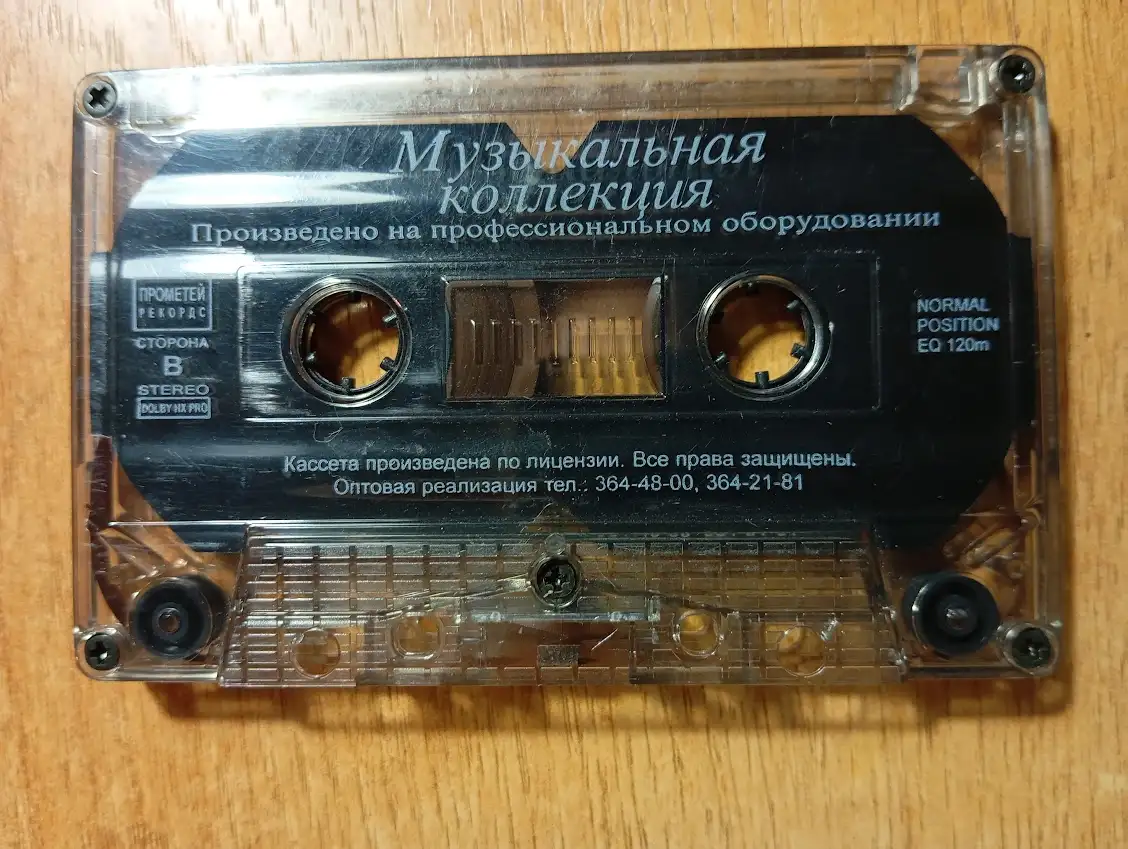 Музыкальная
коллекция
Произведено на профессиональном оборудовании
ПРОМЕТЕЙ
РЕКОРДС
СТОРОНА
В
STEREO
DOLBY HX PRO
NORMAL
POSITION
EQ 120m
Кассета произведена по лицензии. Все права защищены.
Оптовая реализация тел.: 364-48-00, 364-21-81